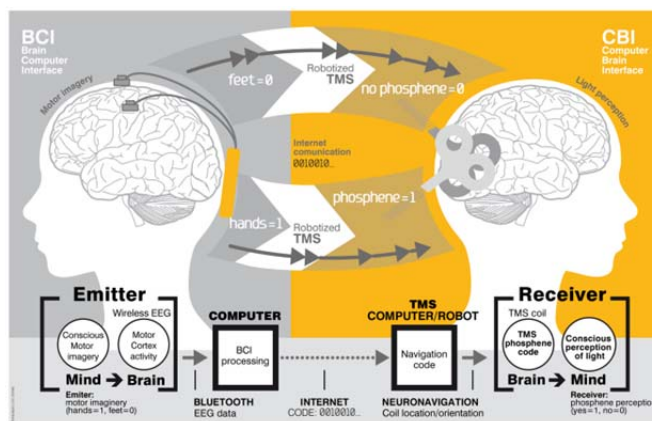 BCI
Brain
Computer
Interface
Motor imagery
feet=0
Robotized
TMS
no phosphene=0
CBI
Computer
Brain
Interface
Light perception
Internet
comunication
0010010...
hands=1
Robotized
TMS
phosphene=1
Emitter
Wireless EEG
Conscious
Motor
imagery
Motor
Cortex
activity
Mind
Brain
Emiter:
motor imaginery
(hands=1, feet=0)
COMPUTER
BCI
processing
BLUETOOTH
EEG data
INTERNET
CODE: 0010010...
TMS
COMPUTER/ROBOT
Navigation
code
NEURONAVIGATION
Coil location/orientation
Receiver
TMS coil
TMS
phosphene
code
Conscious
perception
of light
Brain
Mind
Receiver:
phosphene perceptio
(yes=1, no=0)